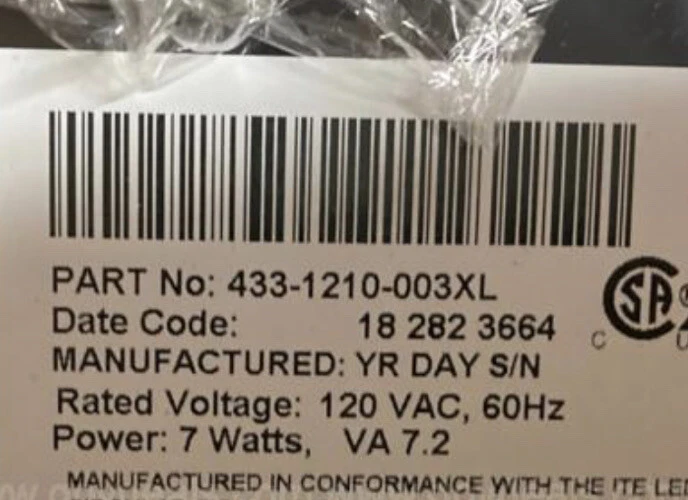 PART No: 433-1210-003XL
Date Code: 18 282 3664
MANUFACTURED: YR DAY S/N
Rated Voltage: 120 VAC, 60Hz
Power: 7 Watts, VA 7.2
SA
C
MANUFACTURED IN CONFORMANCE WITH THE ITE